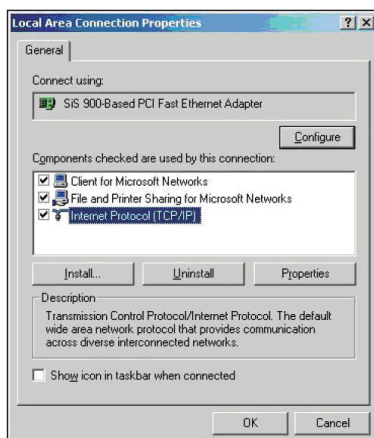 Local Area Connection Properties
General
Connect using:
SiS 900-Based PCI Fast Ethernet Adapter
Configure
Components checked are used by this connection:
Client for Microsoft Networks
File and Printer Sharing for Microsoft Networks
Internet Protocol (TCP/IP)
Install... Uninstall Properties
Description
Transmission Control Protocol/Internet Protocol. The default
wide area network protocol that provides communication
across diverse interconnected networks.
Show icon in taskbar when connected
OK Cancel